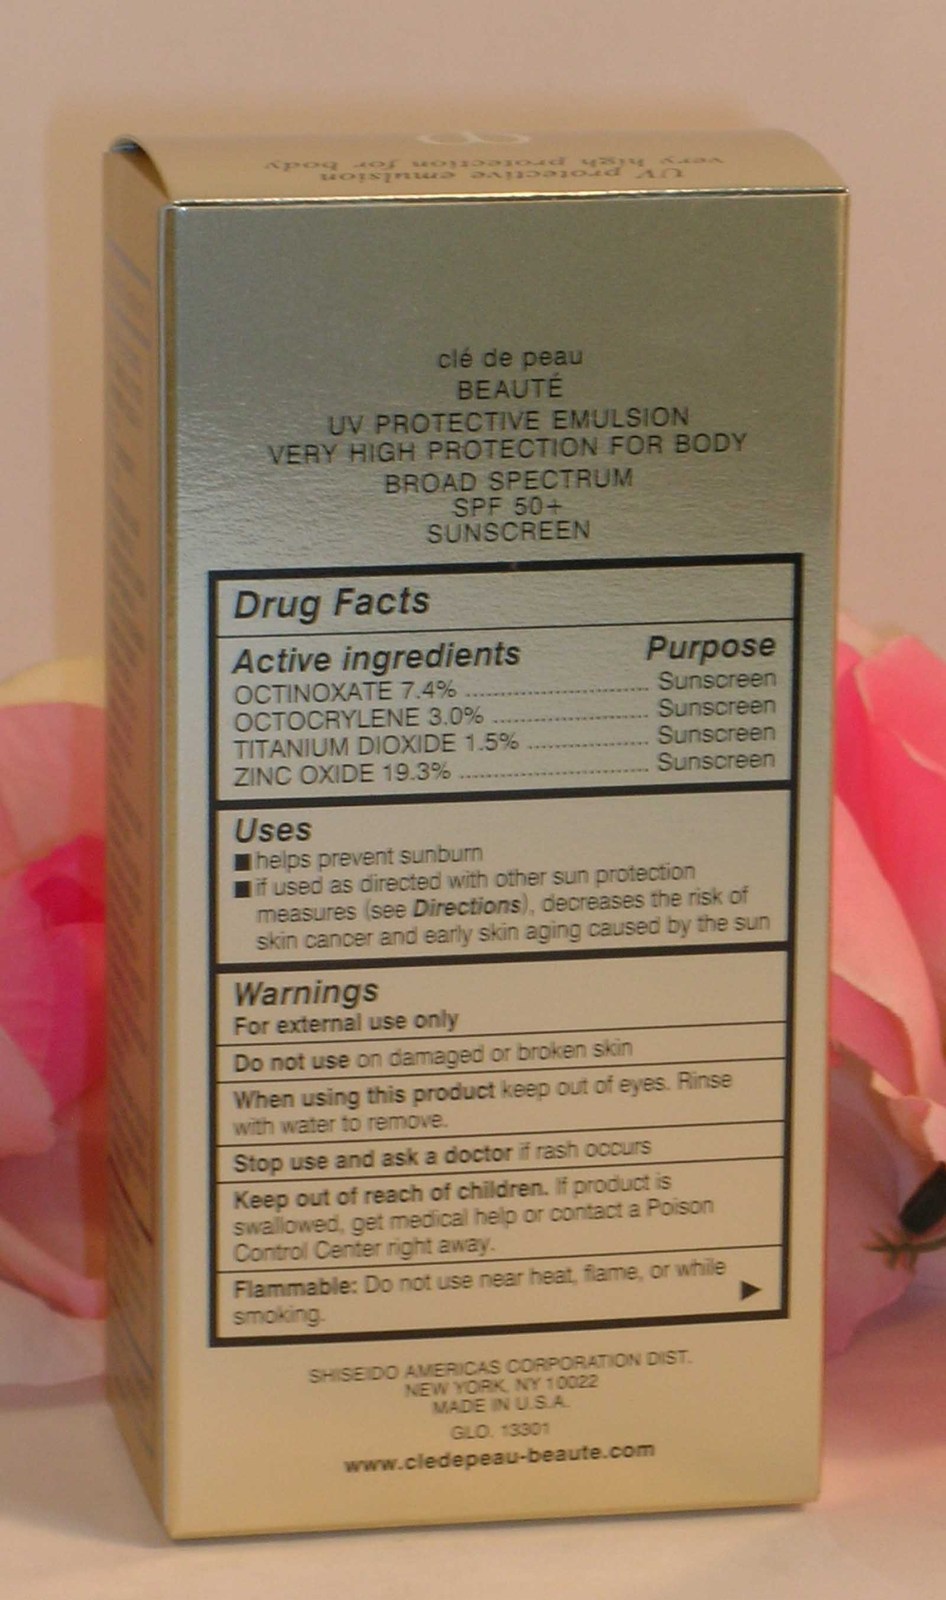 UV protective emulsion
very high protection for body
clé de peau
BEAUTÉ
UV PROTECTIVE EMULSION
VERY HIGH PROTECTION FOR BODY
BROAD SPECTRUM
SPF 50+
SUNSCREEN
Drug Facts
Active ingredients Purpose
OCTINOXATE 7.4% .......................... Sunscreen
OCTOCRYLENE 3.0% ...................... Sunscreen
TITANIUM DIOXIDE 1.5% ................. Sunscreen
ZINC OXIDE 19.3% ........................... Sunscreen
Uses
■ helps prevent sunburn
■ if used as directed with other sun protection
measures (see Directions), decreases the risk of
skin cancer and early skin aging caused by the sun
Warnings
For external use only
Do not use on damaged or broken skin
When using this product keep out of eyes. Rinse
with water to remove.
Stop use and ask a doctor if rash occurs
Keep out of reach of children. If product is
swallowed, get medical help or contact a Poison
Control Center right away.
Flammable: Do not use near heat, flame, or while
smoking. ►
SHISEIDO AMERICAS CORPORATION DIST.
NEW YORK, NY 10022
MADE IN U.S.A.
GLO. 13301
www.cledepeau-beaute.com